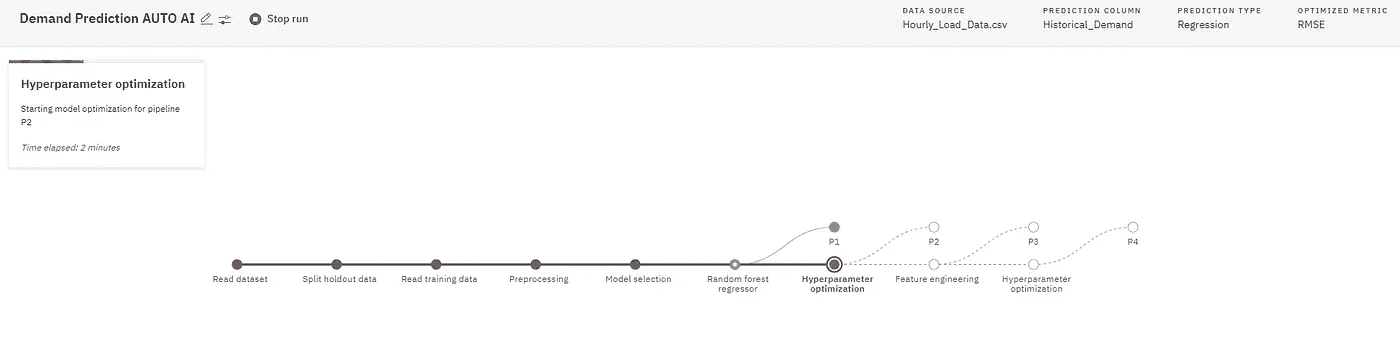 Demand Prediction AUTO AI
Stop run
DATA SOURCE
Hourly_Load_Data.csv
PREDICTION COLUMN
Historical_Demand
PREDICTION TYPE
Regression
OPTIMIZED METRIC
RMSE
Hyperparameter optimization
Starting model optimization for pipeline
P2
Time elapsed: 2 minutes
P1
P2
P3
P4
Read dataset
Split holdout data
Read training data
Preprocessing
Model selection
Random forest
regressor
Hyperparameter
optimization
Feature engineering
Hyperparameter
optimization